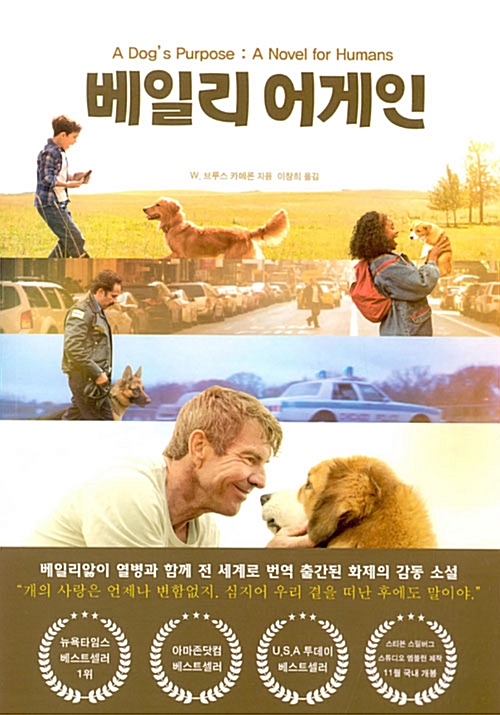 A Dog's Purpose : A Novel for Humans
베일리 어게인
W. 브루스 카메론 지음 이창희 옮김
베일리앓이 열병과 함께 전 세계로 번역 출간된 화제의 감동 소설
“개의 사랑은 언제나 변함없지. 심지어 우리 곁을 떠난 후에도 말이야.”
뉴욕타임스
베스트셀러
1위
아마존닷컴
베스트셀러
U.S.A 투데이
베스트셀러
스티븐 스필버그
스튜디오 엠블린 제작
11월 국내 개봉